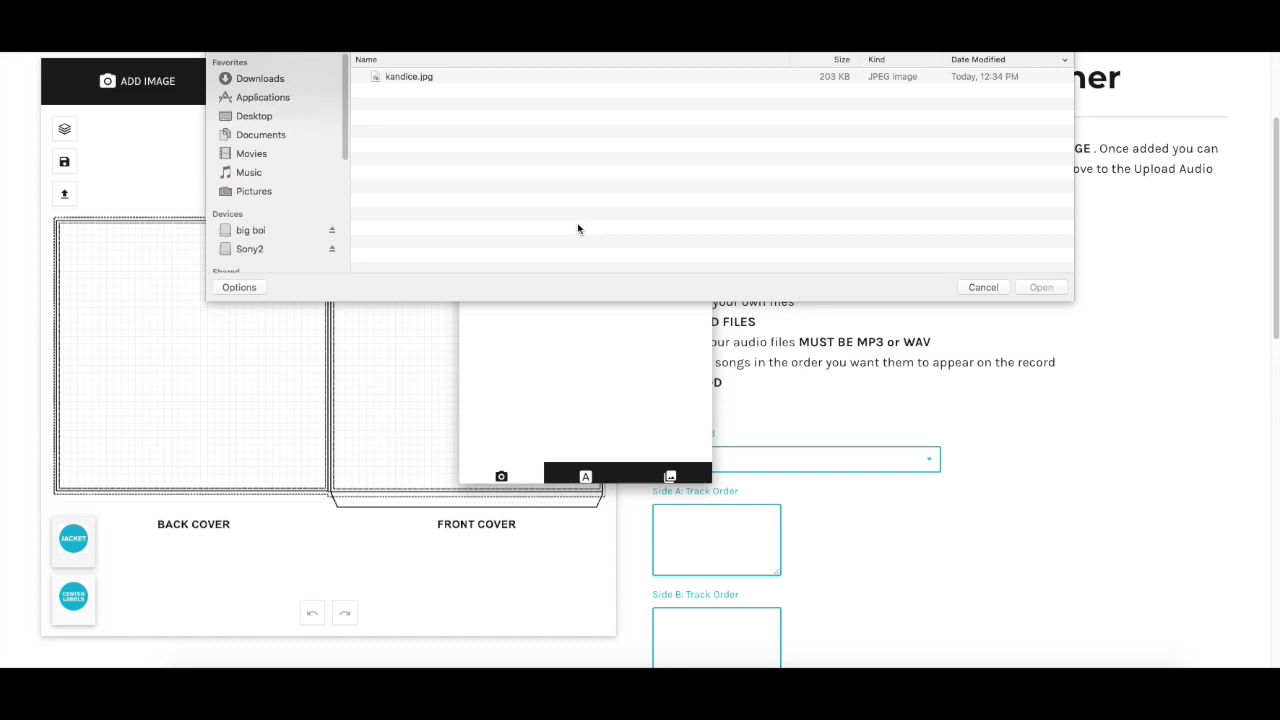 ADD IMAGE
Favorites
Downloads
Applications
Desktop
Documents
Movies
Music
Pictures
Devices
big boi
Sony2
Shared
Options
Name Size Kind Date Modified
kandice.jpg 203 KB JPEG image Today, 12:34 PM
Cancel Open
ner
GE . Once added you can
ove to the Upload Audio
your own files
D FILES
ur audio files MUST BE MP3 or WAV
songs in the order you want them to appear on the record
D
d
A
Side A: Track Order
Side B: Track Order
BACK COVER
FRONT COVER
JACKET
CENTER
LABELS